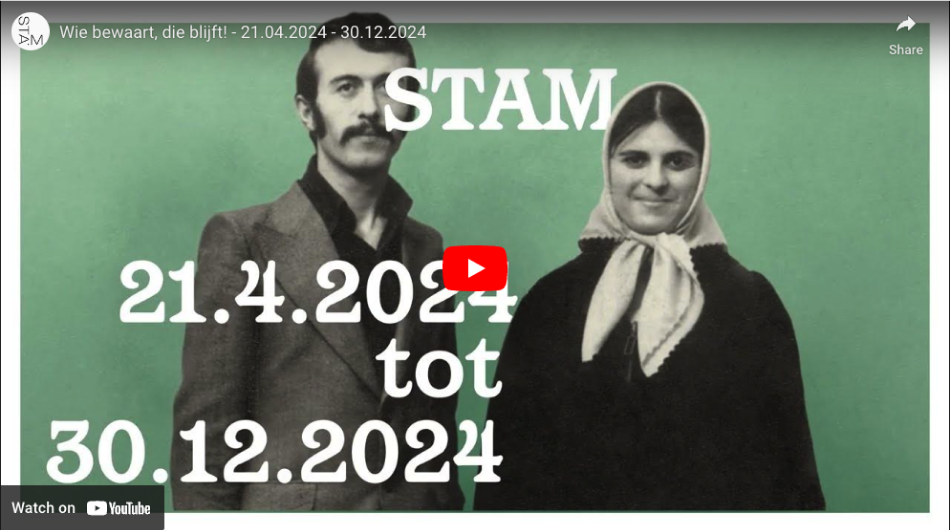 STAM
Wie bewaart, die blijft! - 21.04.2024 - 30.12.2024
Share
STAM
21.4.2024
tot
30.12.2024
Watch on YouTube